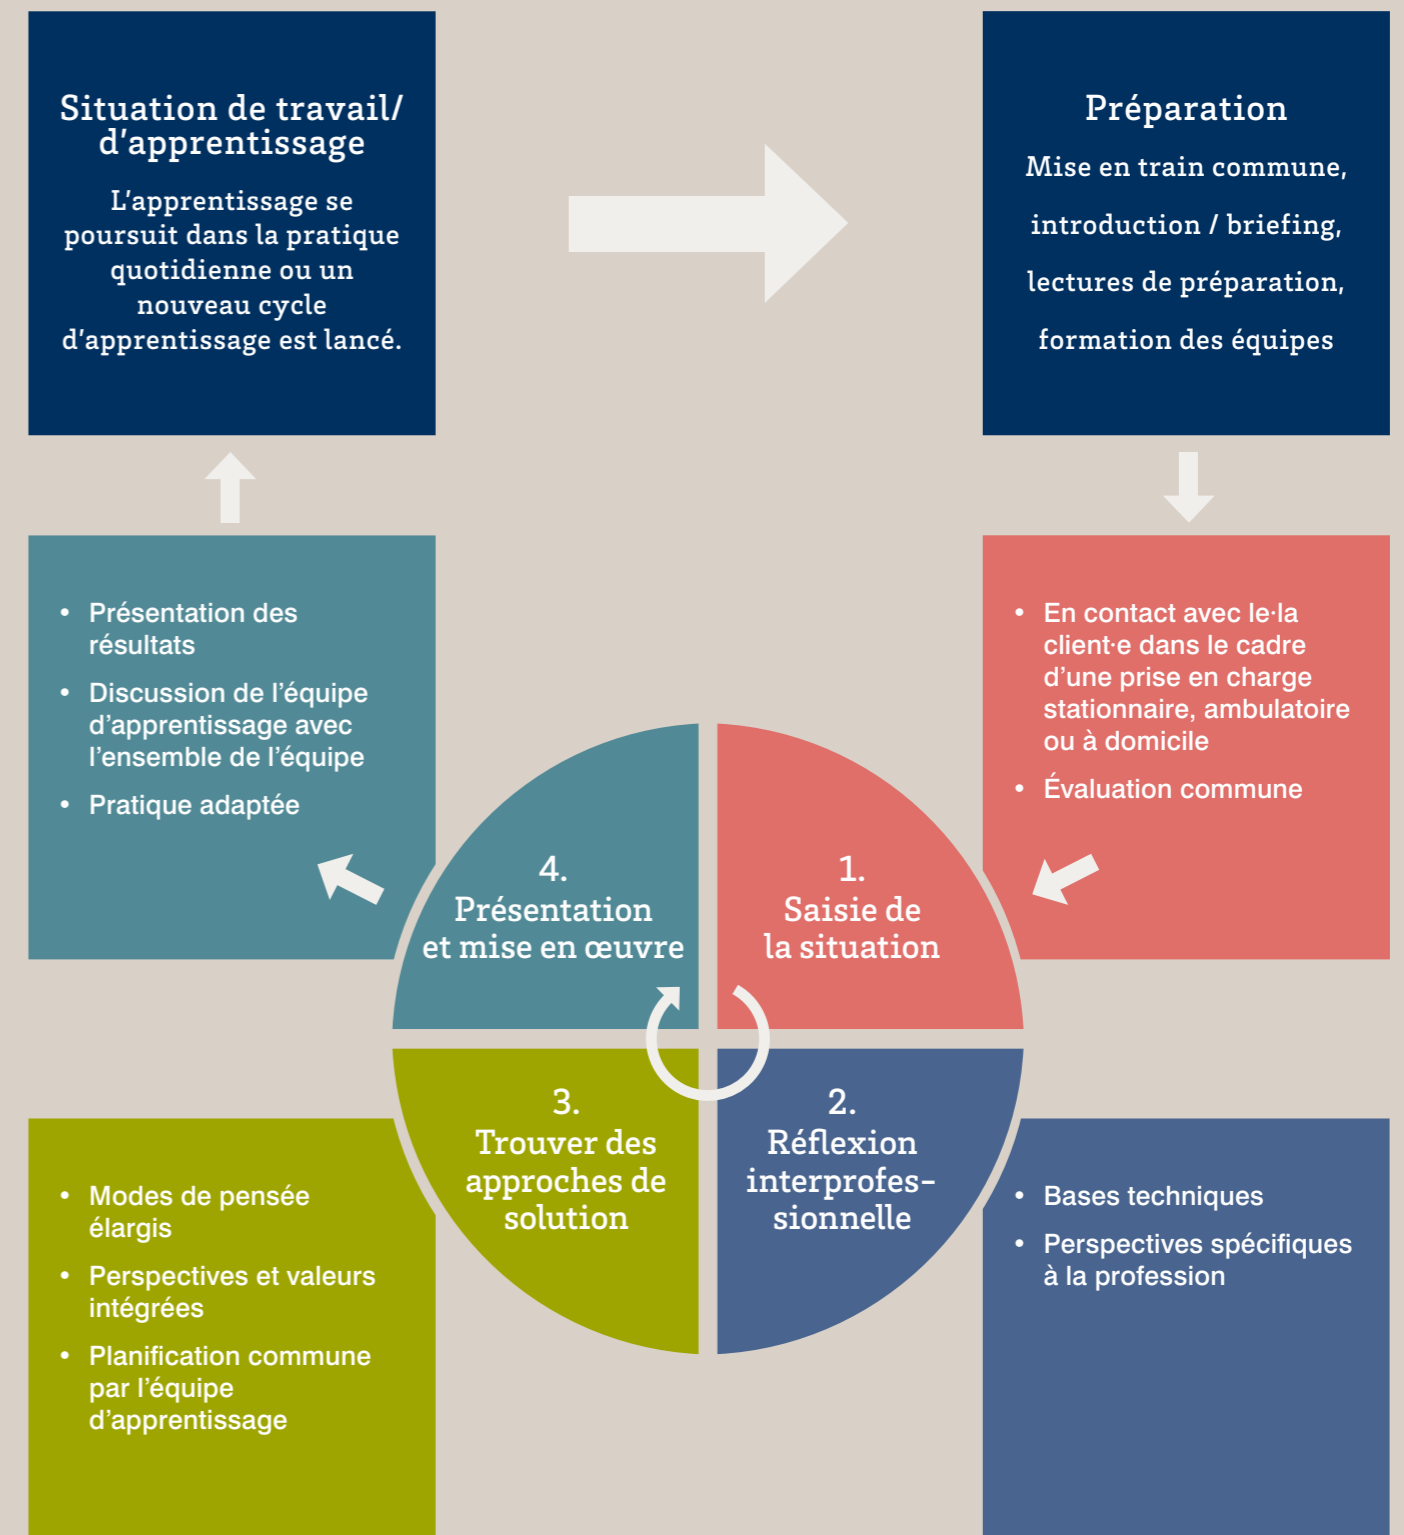 Situation de travail/
d'apprentissage
L'apprentissage se
poursuit dans la pratique
quotidienne ou un
nouveau cycle
d'apprentissage est lancé.
Préparation
Mise en train commune,
introduction / briefing,
lectures de préparation,
formation des équipes
• Présentation des
résultats
• Discussion de l'équipe
d'apprentissage avec
l'ensemble de l'équipe
• Pratique adaptée
• En contact avec le·la
client·e dans le cadre
d'une prise en charge
stationnaire, ambulatoire
ou à domicile
• Évaluation commune
4.
Présentation
et mise en œuvre
1.
Saisie de
la situation
3.
Trouver des
approches de
solution
2.
Réflexion
interprofes-
sionnelle
• Modes de pensée
élargis
• Perspectives et valeurs
intégrées
• Planification commune
par l'équipe
d'apprentissage
• Bases techniques
• Perspectives spécifiques
à la profession